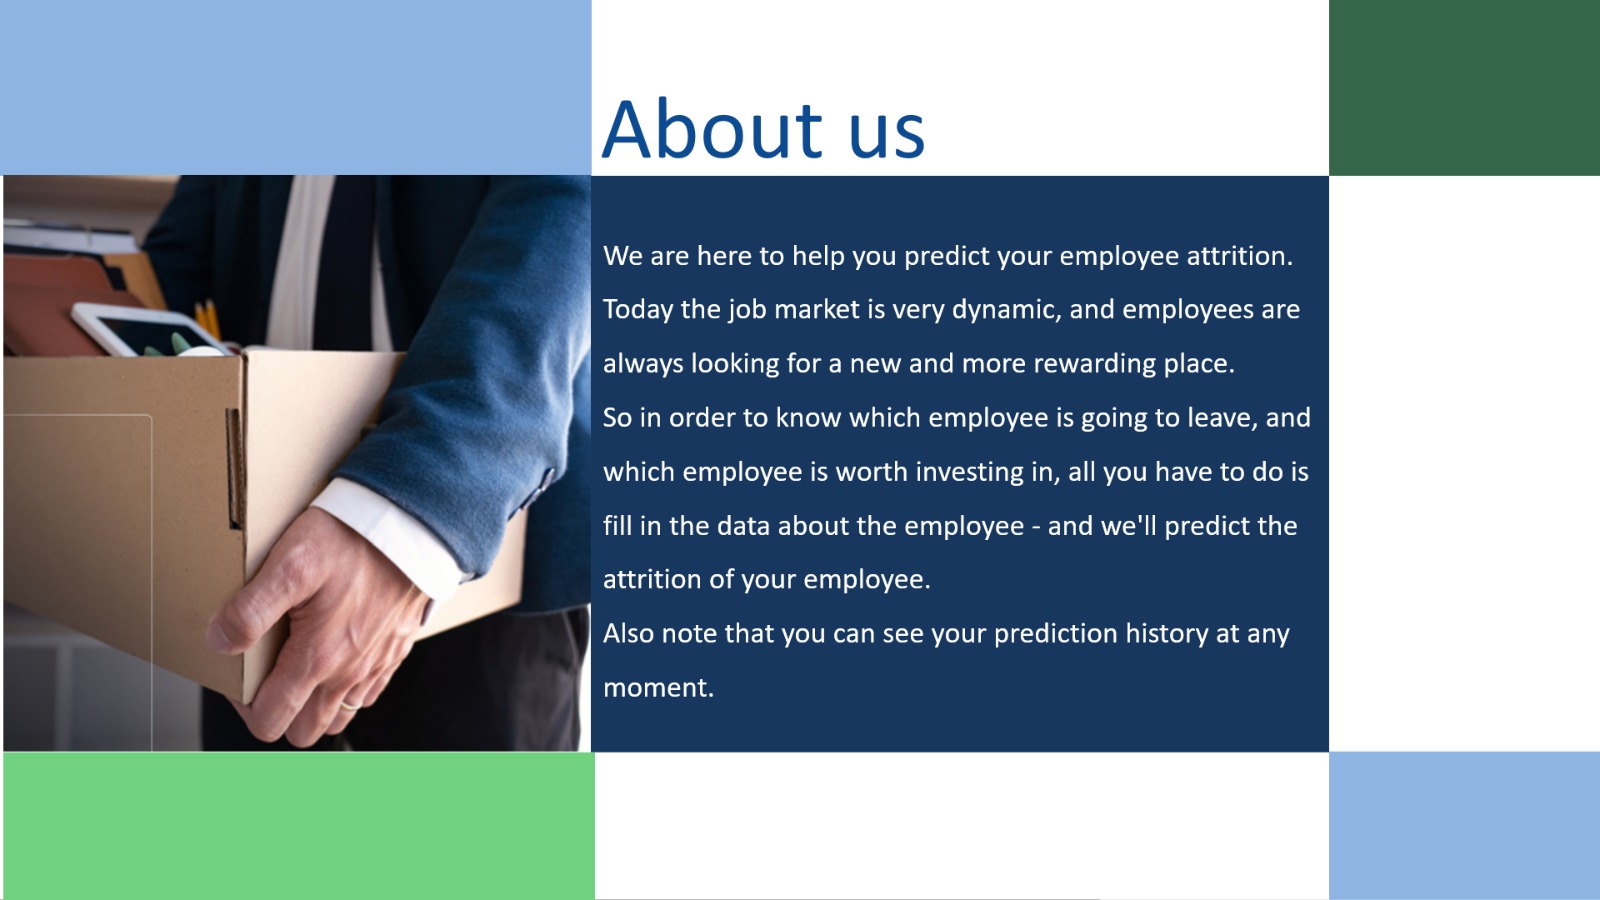 About us
We are here to help you predict your employee attrition.
Today the job market is very dynamic, and employees are
always looking for a new and more rewarding place.
So in order to know which employee is going to leave, and
which employee is worth investing in, all you have to do is
fill in the data about the employee - and we'll predict the
attrition of your employee.
Also note that you can see your prediction history at any
moment.